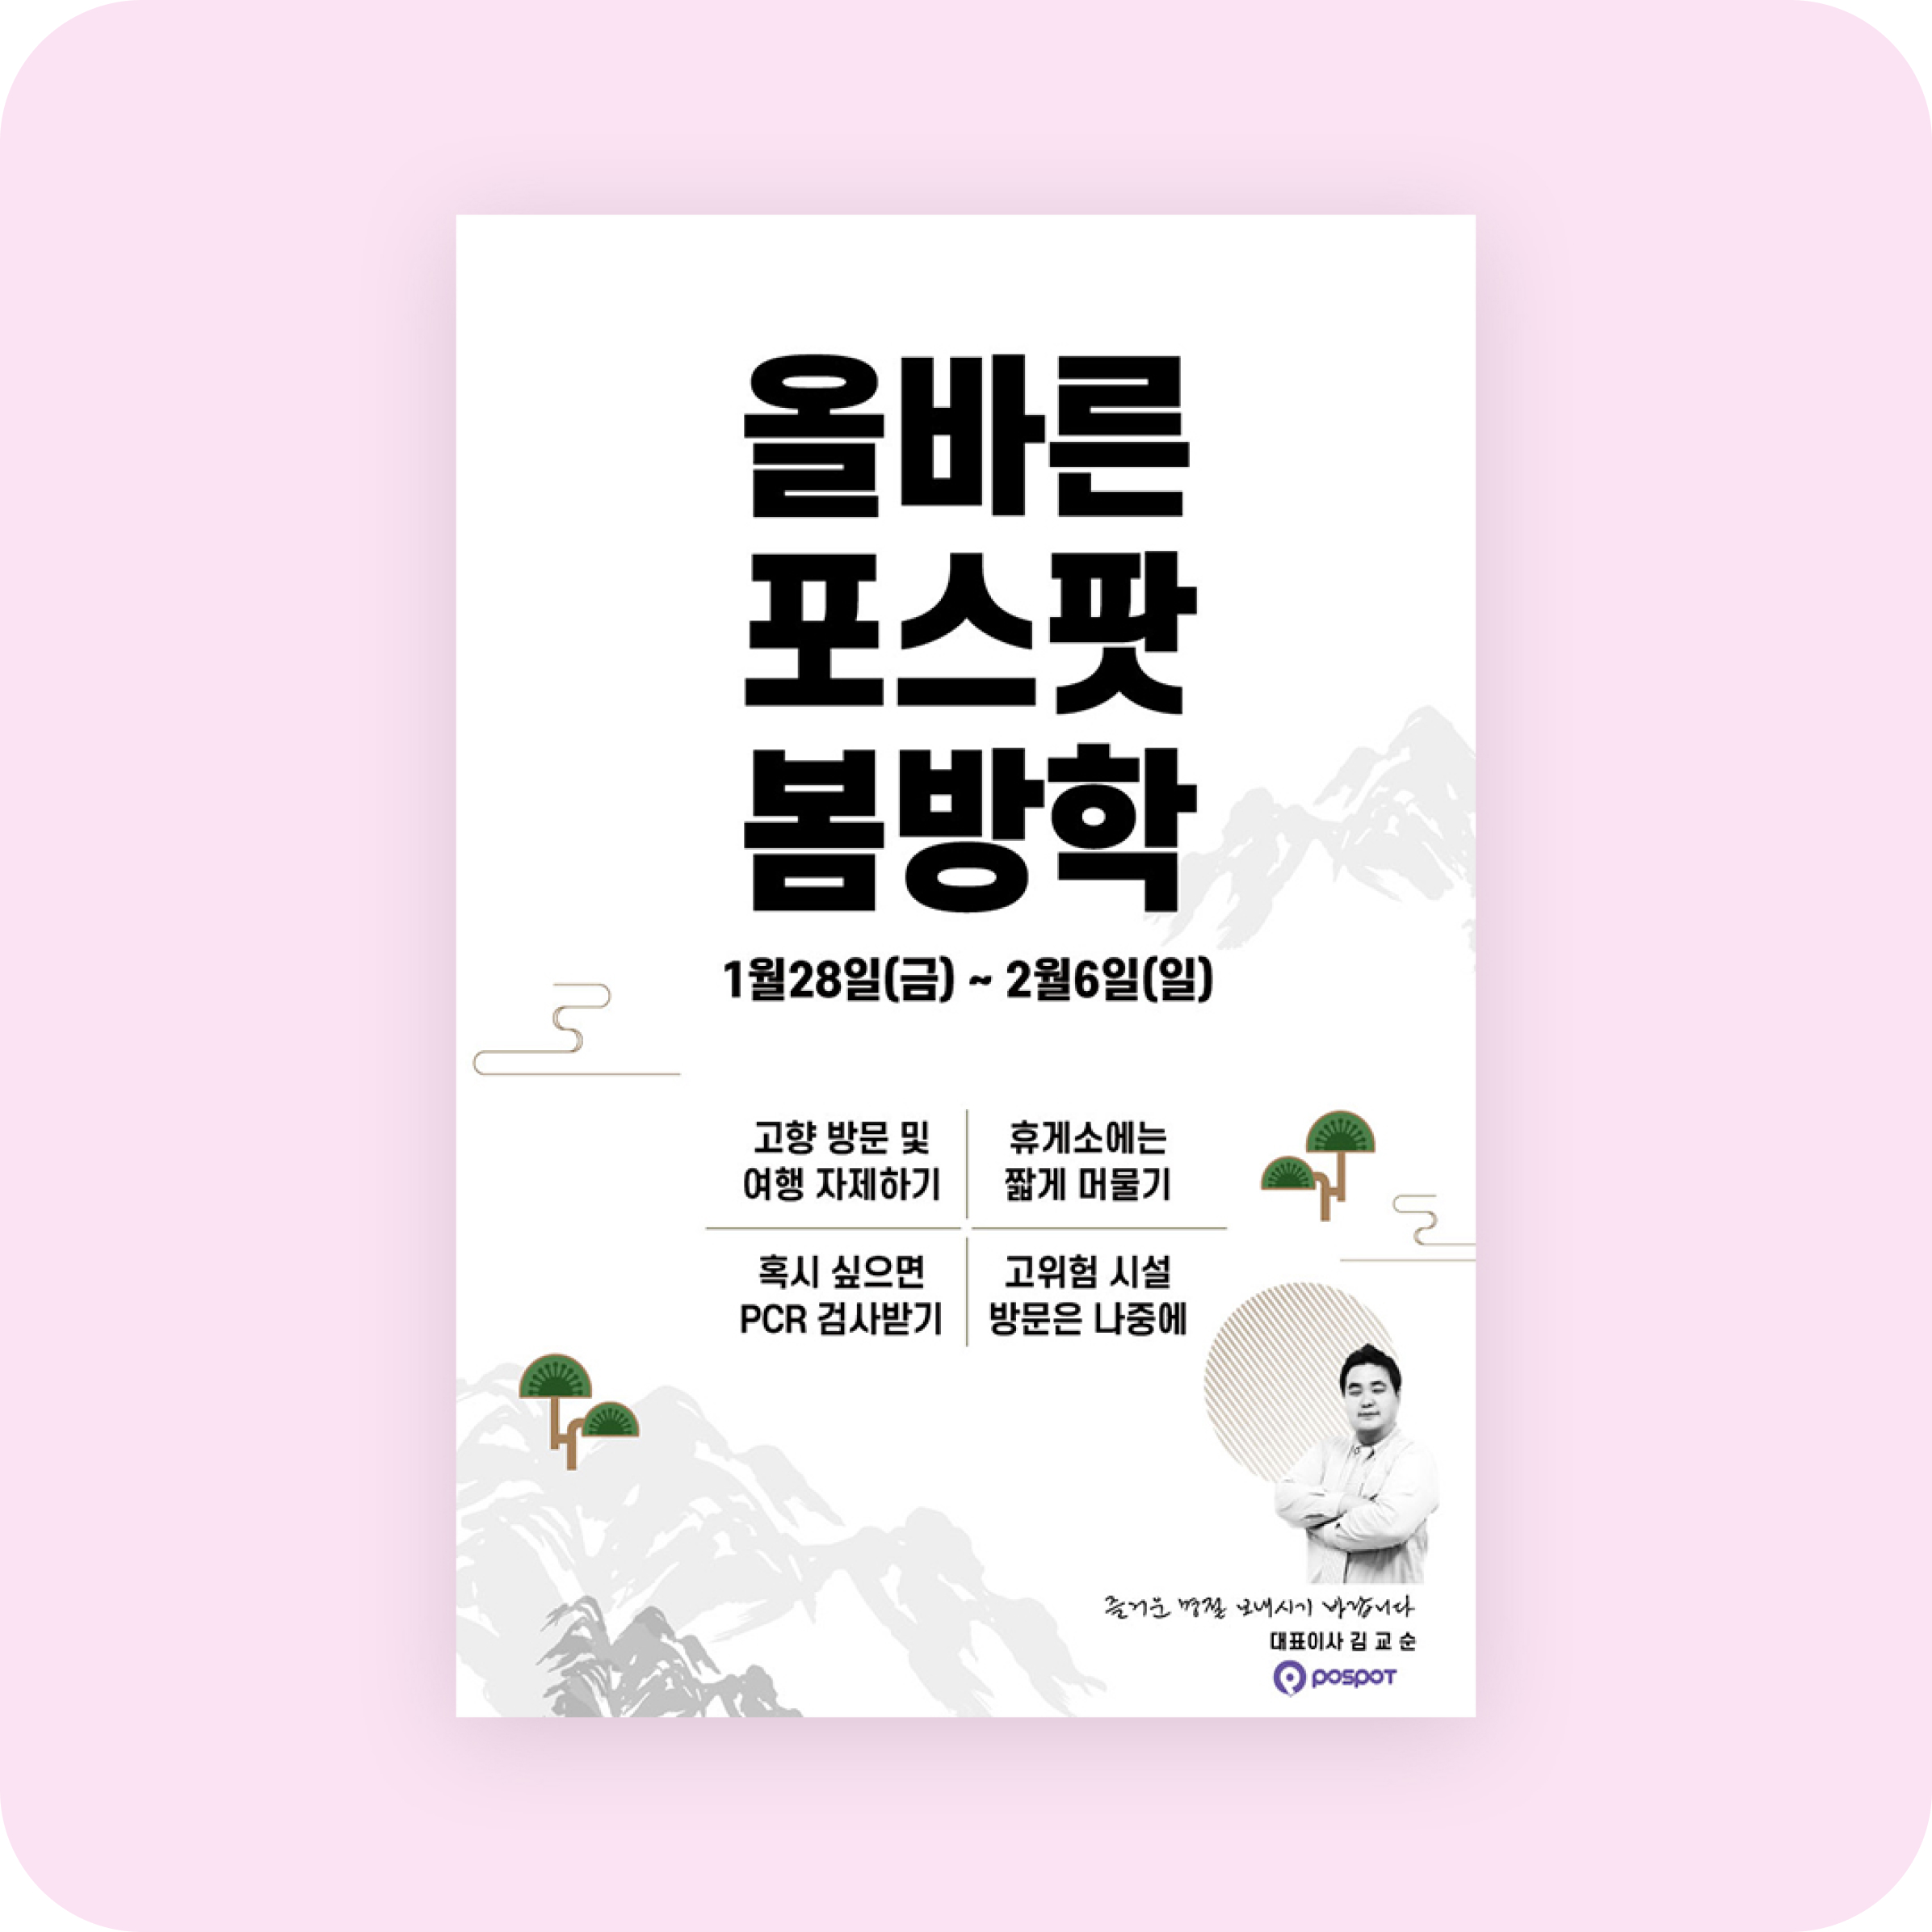 올바른
포스팟
봄방학
1월28일(금) ~ 2월6일(일)
고향 방문 및
여행 자제하기
휴게소에는
짧게 머물기
혹시 싶으면
PCR 검사받기
고위험 시설
방문은 나중에
즐거운 명절 보내시기 바랍니다
대표이사 김 교 순
POSPOT